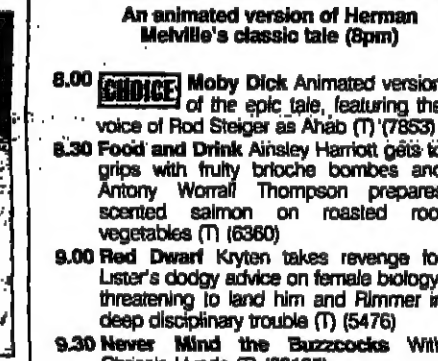 An animated version of Herman
Melville's classic tale (8pm)
8.00 CHOICE Moby Dick Animated version
of the epic tale, featuring the
voice of Rod Steiger as Ahab (T) (7853)
8.30 Food and Drink Ainsley Harriott gets to
grips with fruity brioche bombes and
Antony Worrall Thompson prepares
scented salmon on roasted roo
vegetables (T) (6360)
9.00 Red Dwarf Kryten takes revenge fo
Lister's dodgy advice on female biology
threatening to land him and Rimmer in
deep disciplinary trouble (T) (5476)
9.30 Never Mind the Buzzcocks With